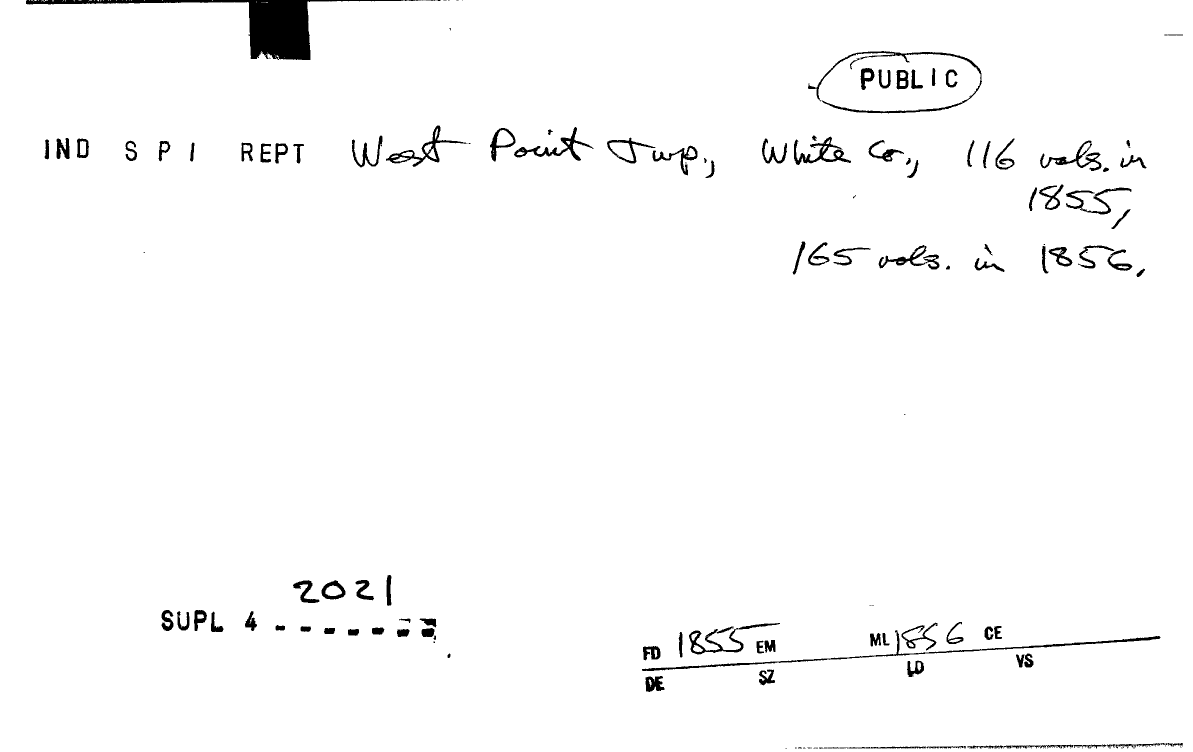 PUBLIC
IND S P I REPT West Point Twp., White Co., 116 vols. in
1855,
165 vols. in 1856.
2021
SUPL 4 - - - - - - -
FD 1855 EM ML 1856 CE
DE SZ LD VS